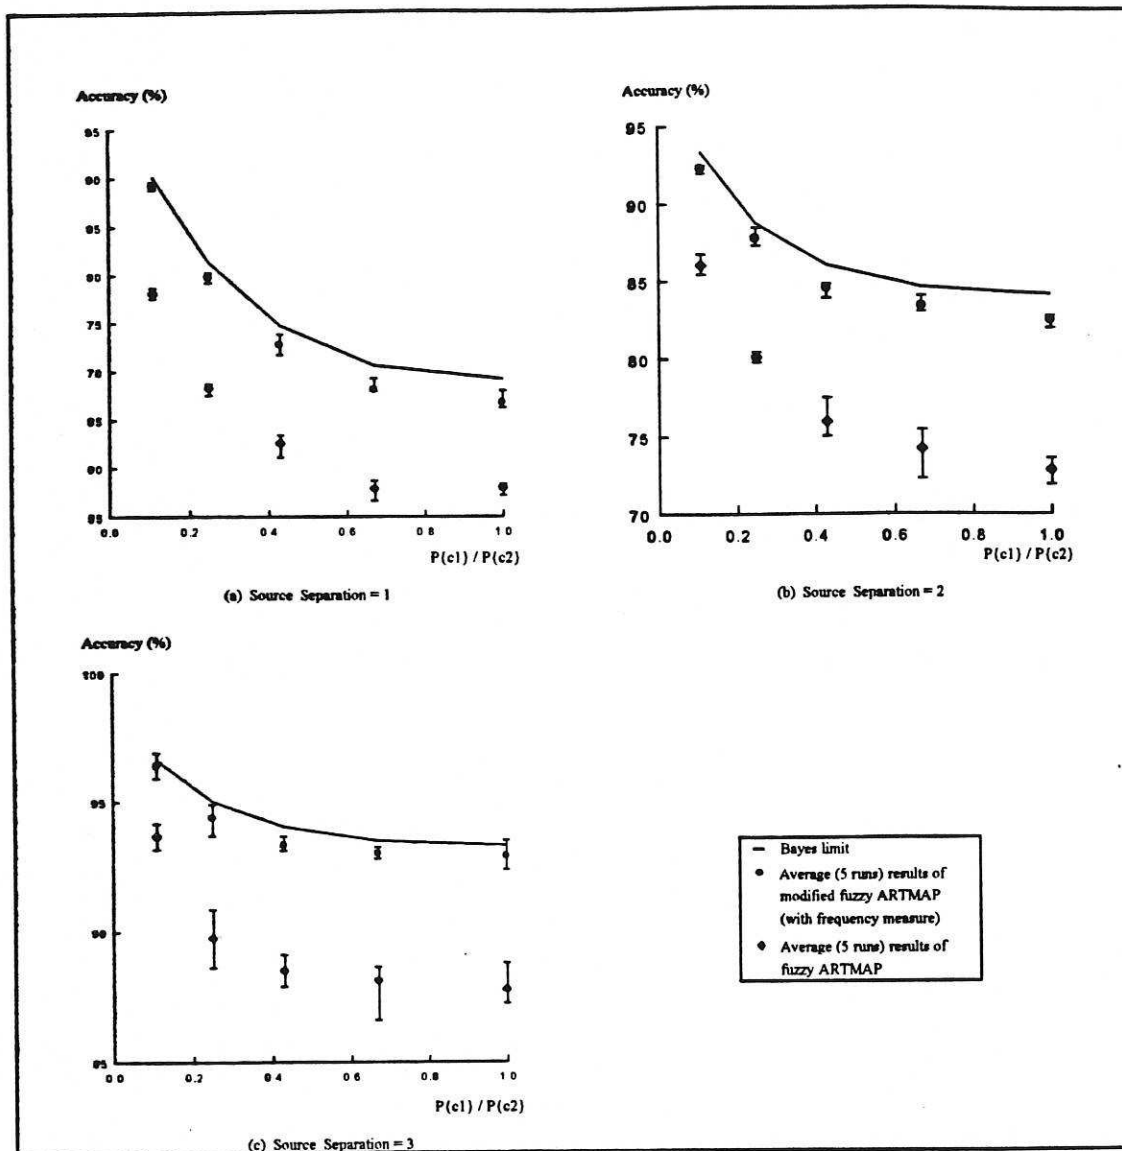 Accuracy (%)
95
90
85
80
75
70
65
60
55
0.0 0.2 0.4 0.6 0.8 1.0
P(c1) / P(c2)
(a) Source Separation = 1
Accuracy (%)
95
90
85
80
75
70
0.0 0.2 0.4 0.6 0.8 1.0
P(c1) / P(c2)
(b) Source Separation = 2
Accuracy (%)
100
95
90
85
0.0 0.2 0.4 0.6 0.8 1.0
P(c1) / P(c2)
(c) Source Separation = 3
Bayes limit
Average (5 runs) results of
modified fuzzy ARTMAP
(with frequency measure)
Average (5 runs) results of
fuzzy ARTMAP